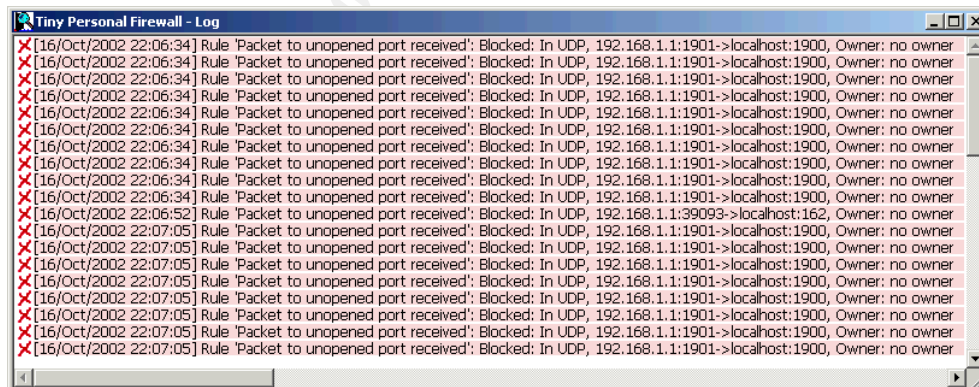 Tiny Personal Firewall - Log
[16/Oct/2002 22:06:34] Rule 'Packet to unopened port received': Blocked: In UDP, 192.168.1.1:1901->localhost:1900, Owner: no owner
[16/Oct/2002 22:06:34] Rule 'Packet to unopened port received': Blocked: In UDP, 192.168.1.1:1901->localhost:1900, Owner: no owner
[16/Oct/2002 22:06:34] Rule 'Packet to unopened port received': Blocked: In UDP, 192.168.1.1:1901->localhost:1900, Owner: no owner
[16/Oct/2002 22:06:34] Rule 'Packet to unopened port received': Blocked: In UDP, 192.168.1.1:1901->localhost:1900, Owner: no owner
[16/Oct/2002 22:06:34] Rule 'Packet to unopened port received': Blocked: In UDP, 192.168.1.1:1901->localhost:1900, Owner: no owner
[16/Oct/2002 22:06:34] Rule 'Packet to unopened port received': Blocked: In UDP, 192.168.1.1:1901->localhost:1900, Owner: no owner
[16/Oct/2002 22:06:34] Rule 'Packet to unopened port received': Blocked: In UDP, 192.168.1.1:1901->localhost:1900, Owner: no owner
[16/Oct/2002 22:06:34] Rule 'Packet to unopened port received': Blocked: In UDP, 192.168.1.1:1901->localhost:1900, Owner: no owner
[16/Oct/2002 22:06:34] Rule 'Packet to unopened port received': Blocked: In UDP, 192.168.1.1:1901->localhost:1900, Owner: no owner
[16/Oct/2002 22:06:34] Rule 'Packet to unopened port received': Blocked: In UDP, 192.168.1.1:1901->localhost:1900, Owner: no owner
[16/Oct/2002 22:06:52] Rule 'Packet to unopened port received': Blocked: In UDP, 192.168.1.1:39093->localhost:162, Owner: no owner
[16/Oct/2002 22:07:05] Rule 'Packet to unopened port received': Blocked: In UDP, 192.168.1.1:1901->localhost:1900, Owner: no owner
[16/Oct/2002 22:07:05] Rule 'Packet to unopened port received': Blocked: In UDP, 192.168.1.1:1901->localhost:1900, Owner: no owner
[16/Oct/2002 22:07:05] Rule 'Packet to unopened port received': Blocked: In UDP, 192.168.1.1:1901->localhost:1900, Owner: no owner
[16/Oct/2002 22:07:05] Rule 'Packet to unopened port received': Blocked: In UDP, 192.168.1.1:1901->localhost:1900, Owner: no owner
[16/Oct/2002 22:07:05] Rule 'Packet to unopened port received': Blocked: In UDP, 192.168.1.1:1901->localhost:1900, Owner: no owner
[16/Oct/2002 22:07:05] Rule 'Packet to unopened port received': Blocked: In UDP, 192.168.1.1:1901->localhost:1900, Owner: no owner
[16/Oct/2002 22:07:05] Rule 'Packet to unopened port received': Blocked: In UDP, 192.168.1.1:1901->localhost:1900, Owner: no owner
[16/Oct/2002 22:07:05] Rule 'Packet to unopened port received': Blocked: In UDP, 192.168.1.1:1901->localhost:1900, Owner: no owner